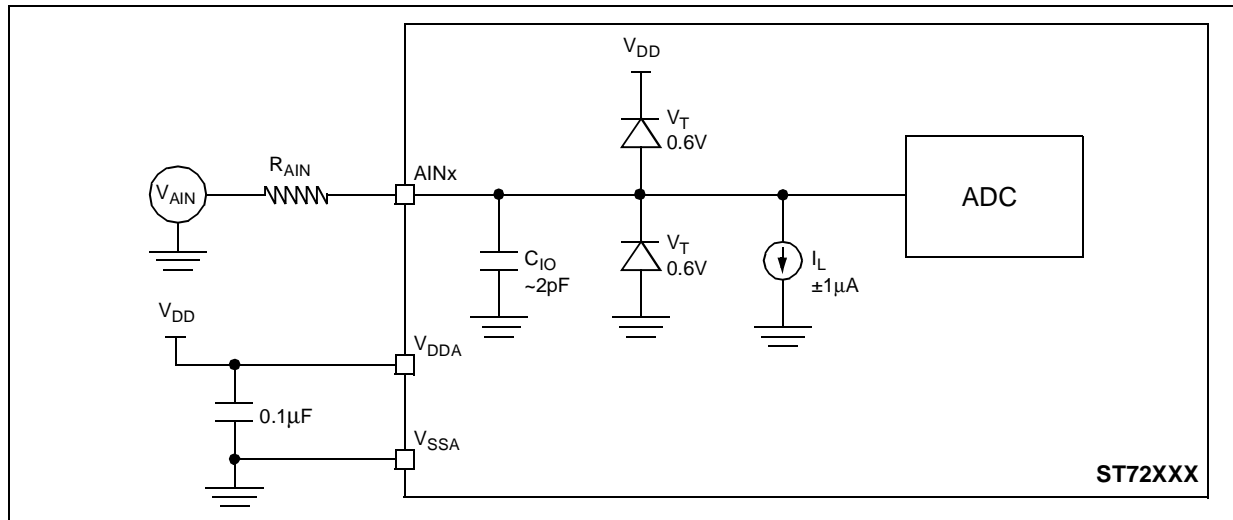 V_DD
V_T
0.6V
R_AIN
AINx
V_AIN
ADC
C_IO
~2pF
V_T
0.6V
I_L
±1µA
V_DD
V_DDA
0.1µF
V_SSA
ST72XXX